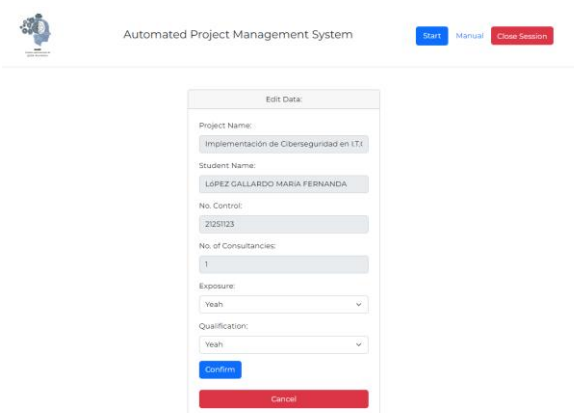 Automated Project Management System
Start
Manual
Close Session
Edit Data:
Project Name:
Implementación de Ciberseguridad en I.T.I
Student Name:
LóPEZ GALLARDO MARIA FERNANDA
No. Control:
21251123
No. of Consultancies:
1
Exposure:
Yeah
Qualification:
Yeah
Confirm
Cancel